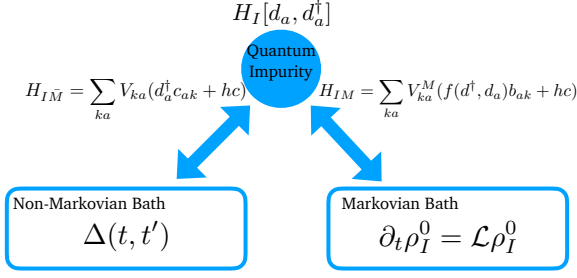 H_I[d_a, d_a^†]
Quantum
Impurity
H_{I\bar{M}} = \sum_{ka} V_{ka}(d_a^† c_{ak} + hc)
H_{IM} = \sum_{ka} V_{ka}^M (f(d^†, d_a) b_{ak} + hc)
Non-Markovian Bath
Δ(t, t′)
Markovian Bath
∂_t ρ_I^0 = \mathcal{L} ρ_I^0